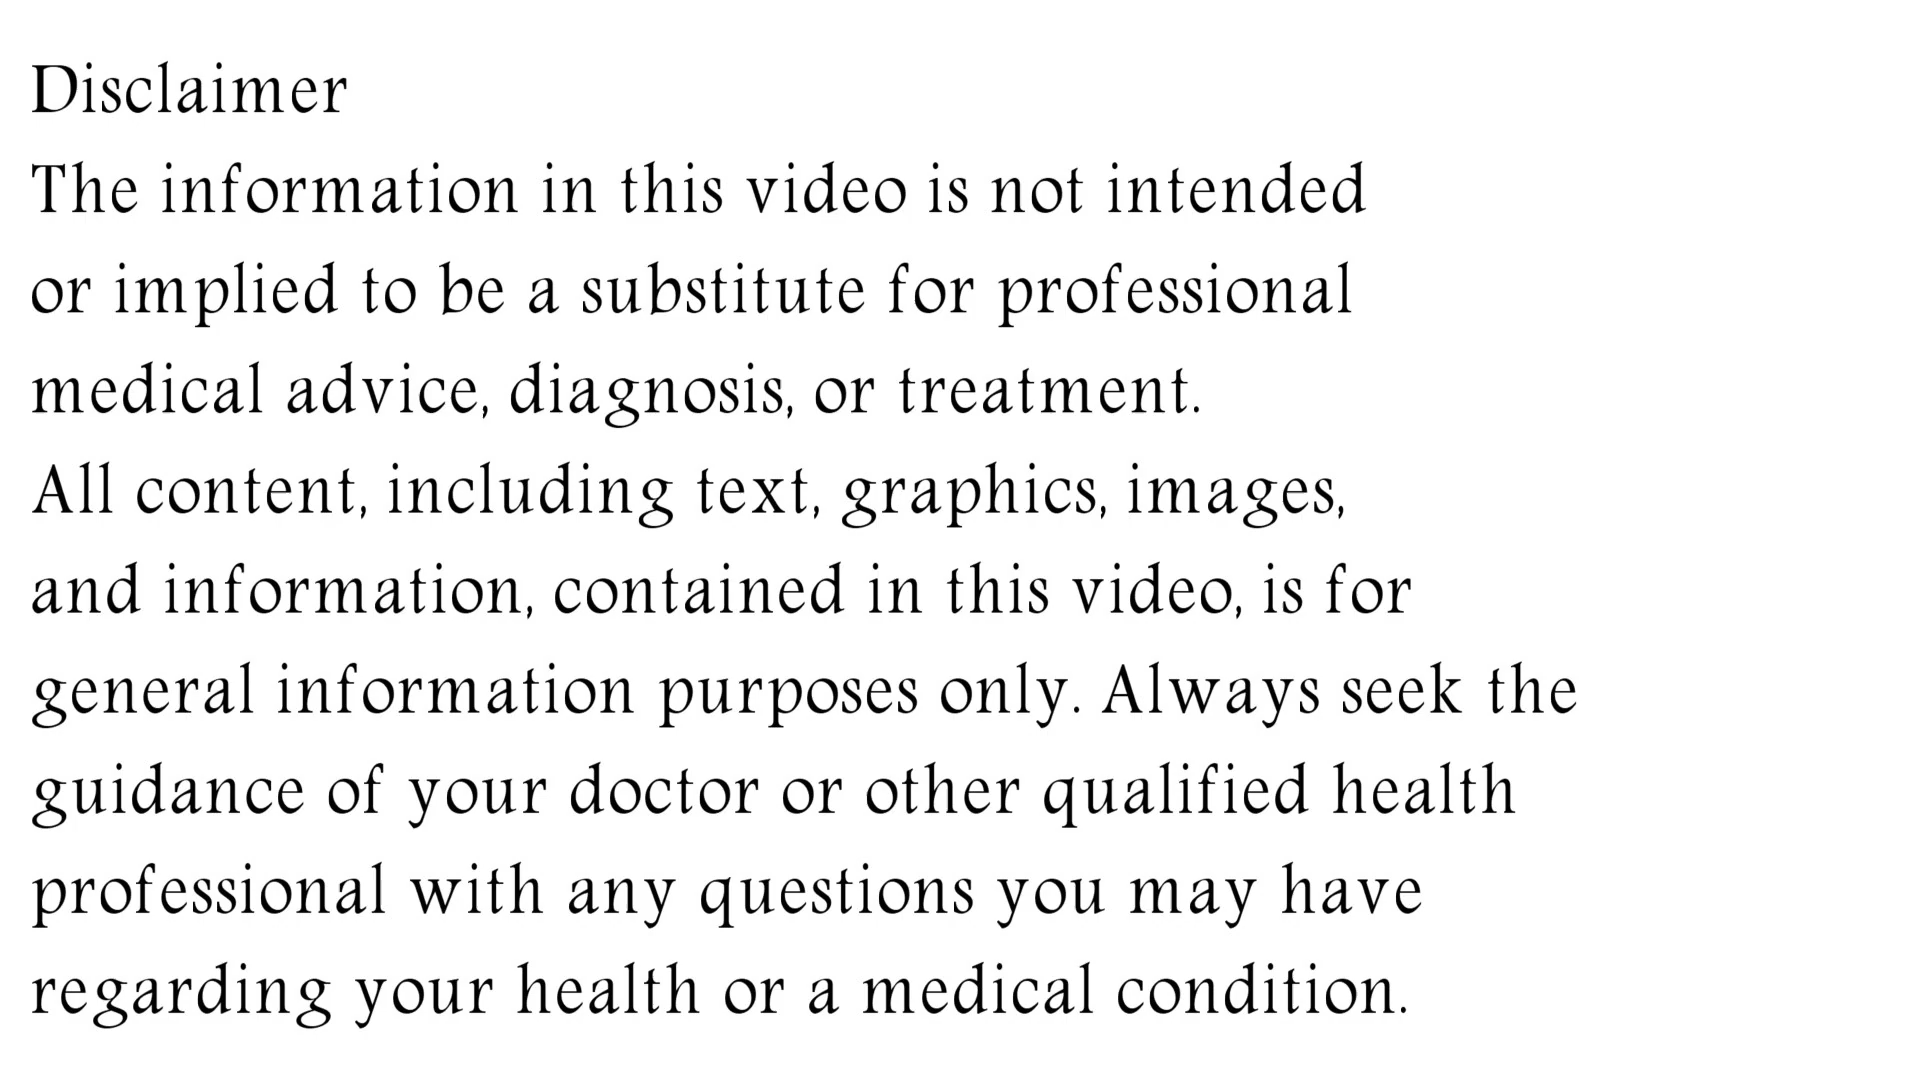 Disclaimer
The information in this video is not intended
or implied to be a substitute for professional
medical advice, diagnosis, or treatment.
All content, including text, graphics, images,
and information, contained in this video, is for
general information purposes only. Always seek the
guidance of your doctor or other qualified health
professional with any questions you may have
regarding your health or a medical condition.